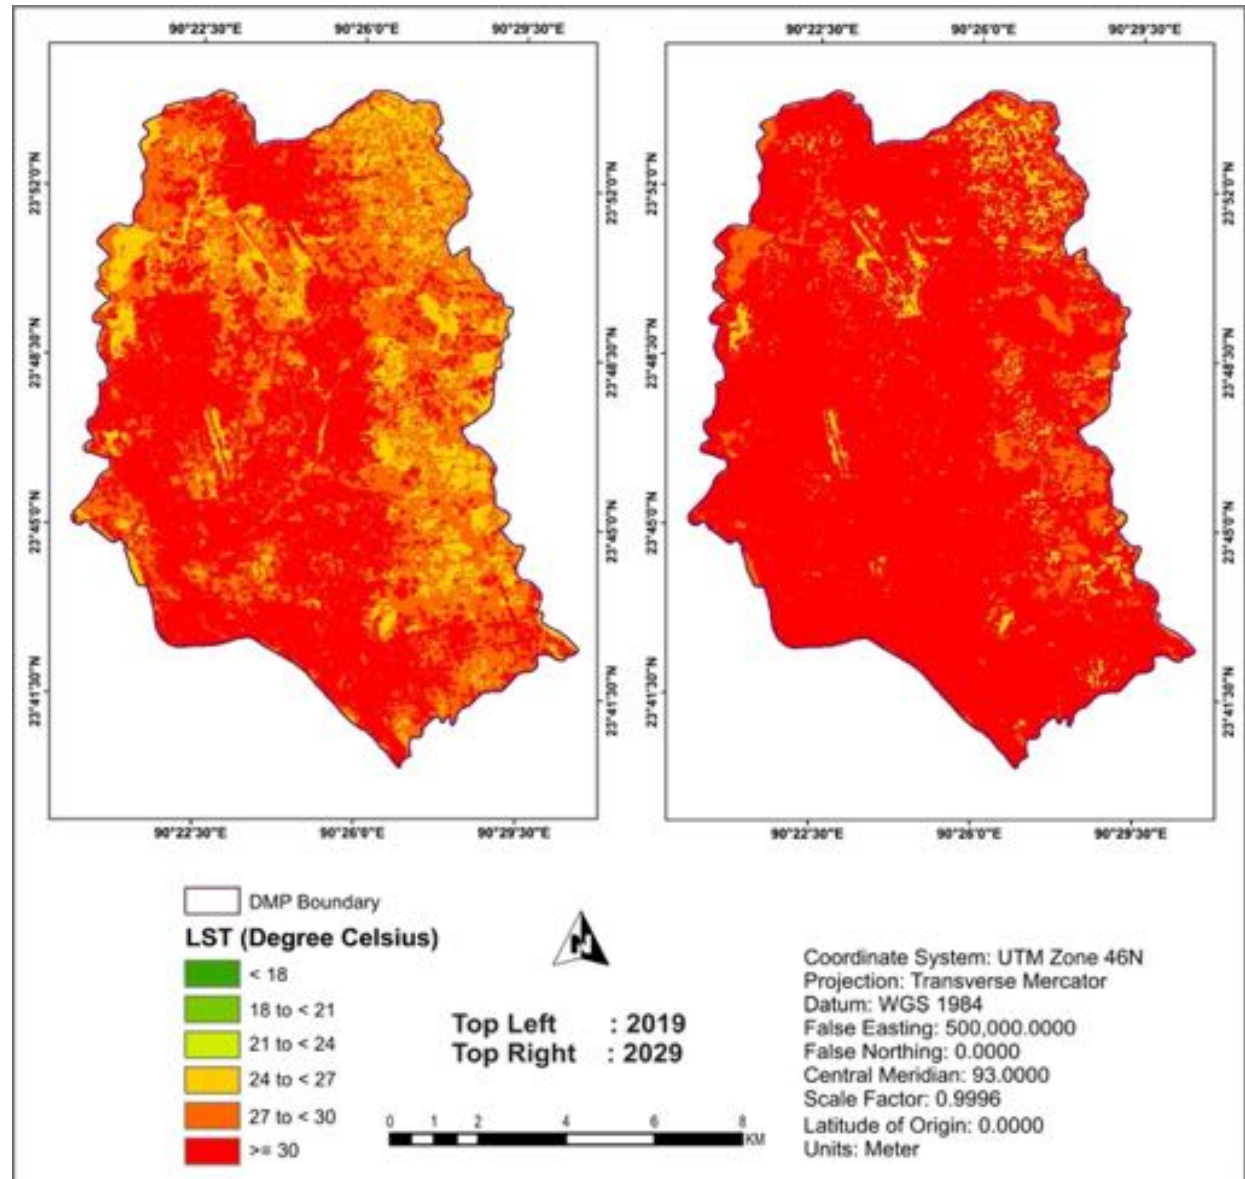 90°22'30"E 90°26'0"E 90°29'30"E
90°22'30"E 90°26'0"E 90°29'30"E
23°52'0"N 23°52'0"N 23°52'0"N 23°52'0"N
23°48'30"N 23°48'30"N 23°48'30"N 23°48'30"N
23°45'0"N 23°45'0"N 23°45'0"N 23°45'0"N
23°41'30"N 23°41'30"N 23°41'30"N 23°41'30"N
90°22'30"E 90°26'0"E 90°29'30"E
90°22'30"E 90°26'0"E 90°29'30"E
DMP Boundary
LST (Degree Celsius)
< 18
18 to < 21
21 to < 24
24 to < 27
27 to < 30
>= 30
N
Top Left : 2019
Top Right : 2029
0 1 2 4 6 8
KM
Coordinate System: UTM Zone 46N
Projection: Transverse Mercator
Datum: WGS 1984
False Easting: 500,000.0000
False Northing: 0.0000
Central Meridian: 93.0000
Scale Factor: 0.9996
Latitude of Origin: 0.0000
Units: Meter